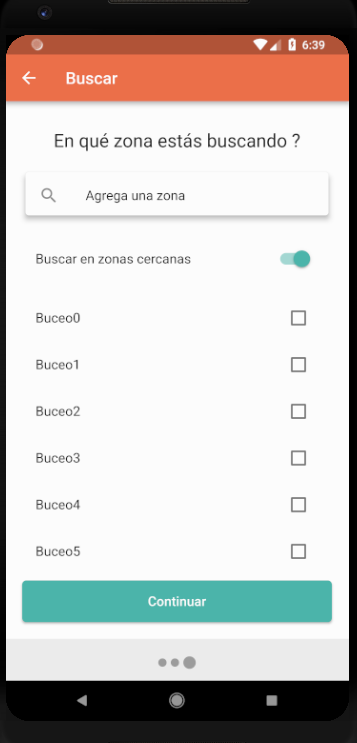 6:39
Buscar
En qué zona estás buscando ?
Agrega una zona
Buscar en zonas cercanas
Buceo0
Buceo1
Buceo2
Buceo3
Buceo4
Buceo5
Continuar